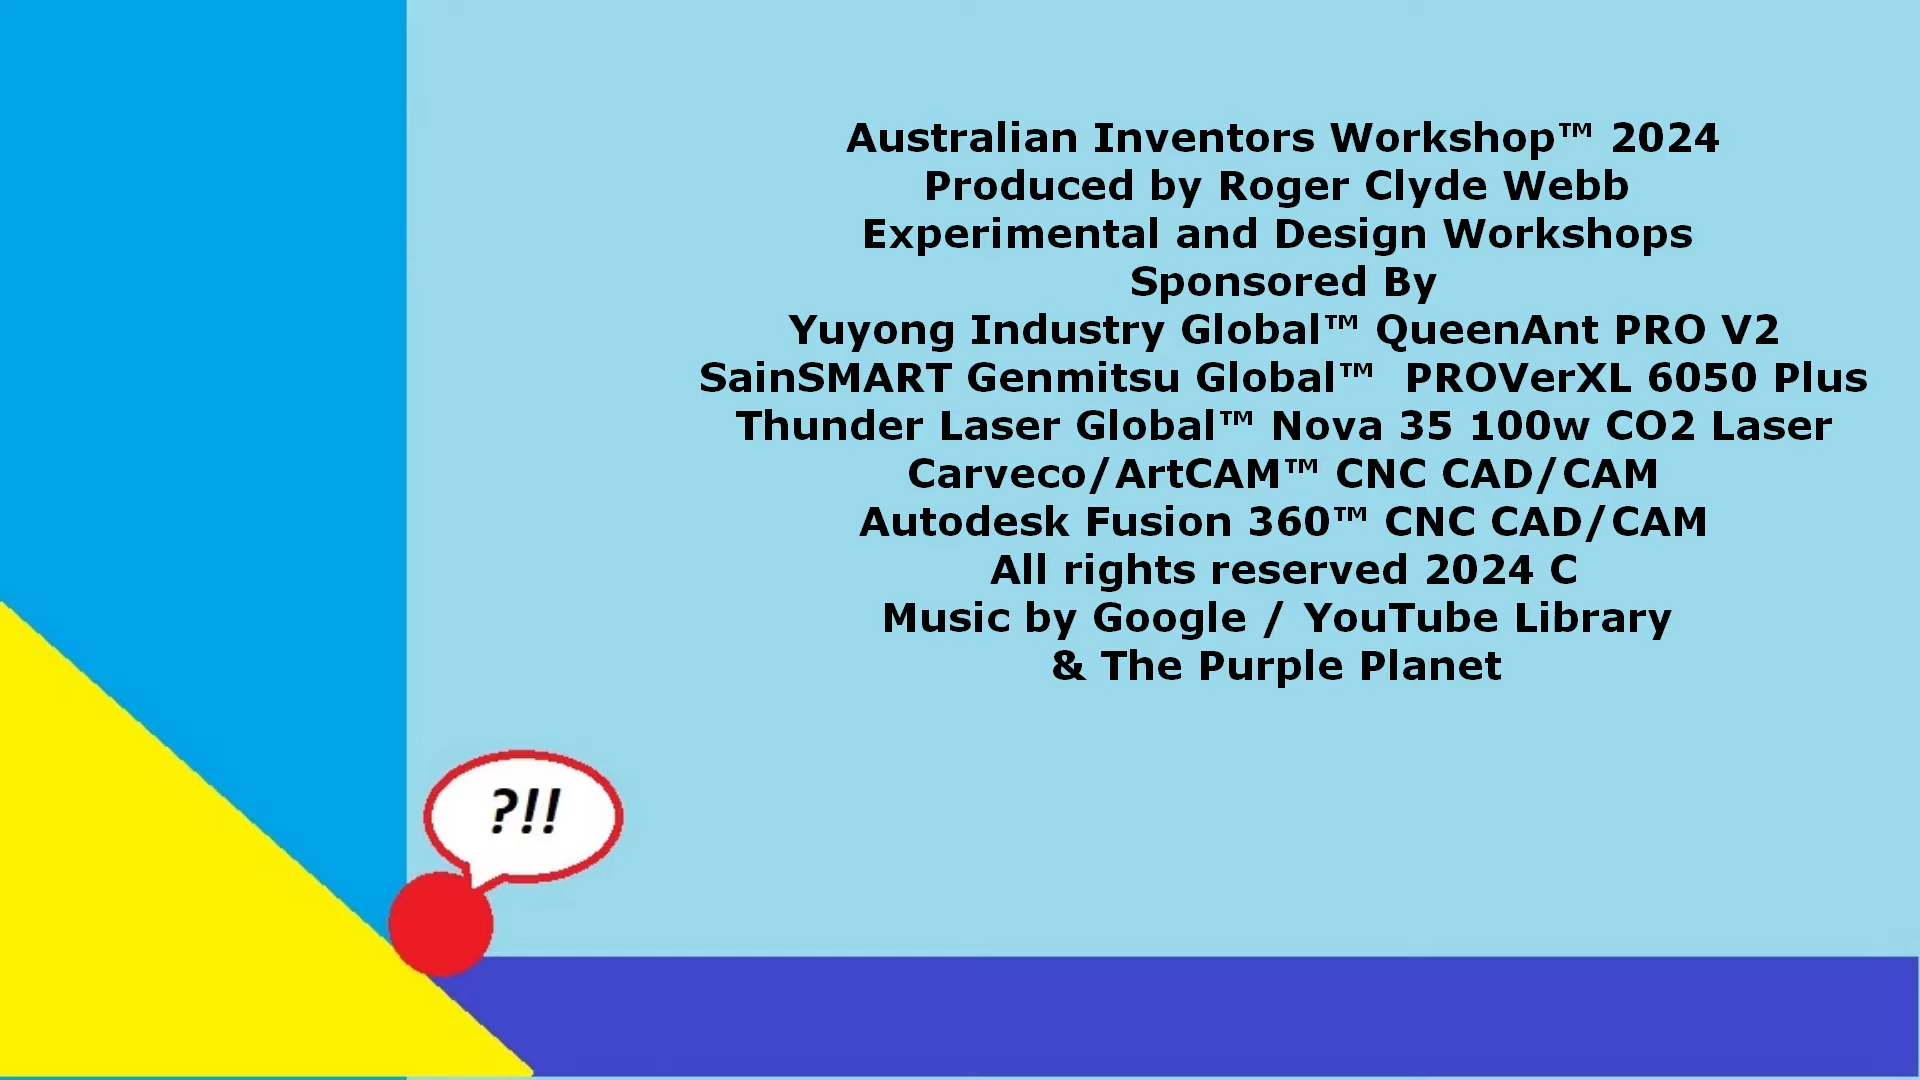 Australian Inventors Workshop™ 2024
Produced by Roger Clyde Webb
Experimental and Design Workshops
Sponsored By
Yuyong Industry Global™ QueenAnt PRO V2
SainSMART Genmitsu Global™  PROVerXL 6050 Plus
Thunder Laser Global™ Nova 35 100w CO2 Laser
Carveco/ArtCAM™ CNC CAD/CAM
Autodesk Fusion 360™ CNC CAD/CAM
All rights reserved 2024 C
Music by Google / YouTube Library
& The Purple Planet
?!!